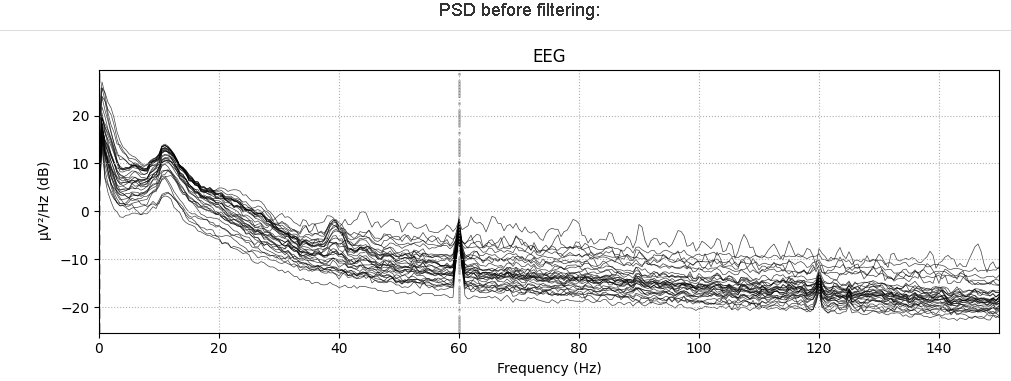 PSD before filtering:
EEG
µV²/Hz (dB)
20
10
0
−10
−20
0 20 40 60 80 100 120 140
Frequency (Hz)